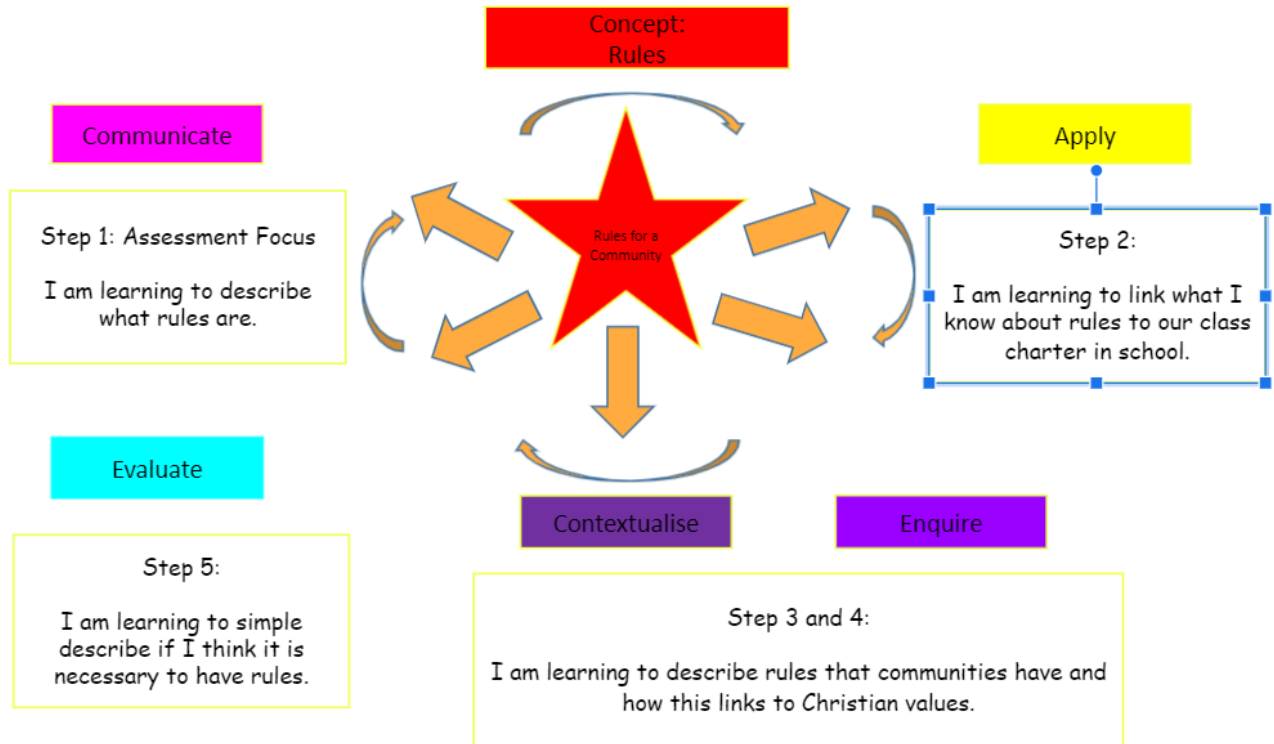 Concept:
Rules
Communicate
Apply
Rules for a
Community
Step 1: Assessment Focus
I am learning to describe
what rules are.
Step 2:
I am learning to link what I
know about rules to our class
charter in school.
Evaluate
Contextualise
Enquire
Step 5:
I am learning to simple
describe if I think it is
necessary to have rules.
Step 3 and 4:
I am learning to describe rules that communities have and
how this links to Christian values.